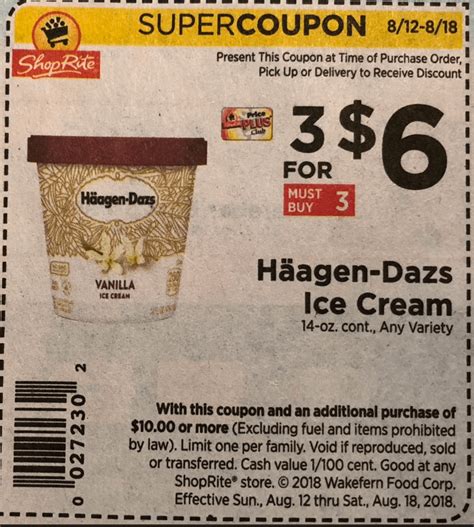 SUPERCOUPON 8/12-8/18
ShopRite
Present This Coupon at Time of Purchase Order,
Pick Up or Delivery to Receive Discount
Price
PLUS
Club
3 $6
FOR
MUST
BUY 3
Häagen-Dazs
VANILLA
ICE CREAM
Häagen-Dazs
Ice Cream
14-oz. cont., Any Variety
With this coupon and an additional purchase of
$10.00 or more (Excluding fuel and items prohibited
by law). Limit one per family. Void if reproduced, sold
or transferred. Cash value 1/100 cent. Good at any
ShopRite® store. © 2018 Wakefern Food Corp.
Effective Sun., Aug. 12 thru Sat., Aug. 18, 2018.
0 027230 2